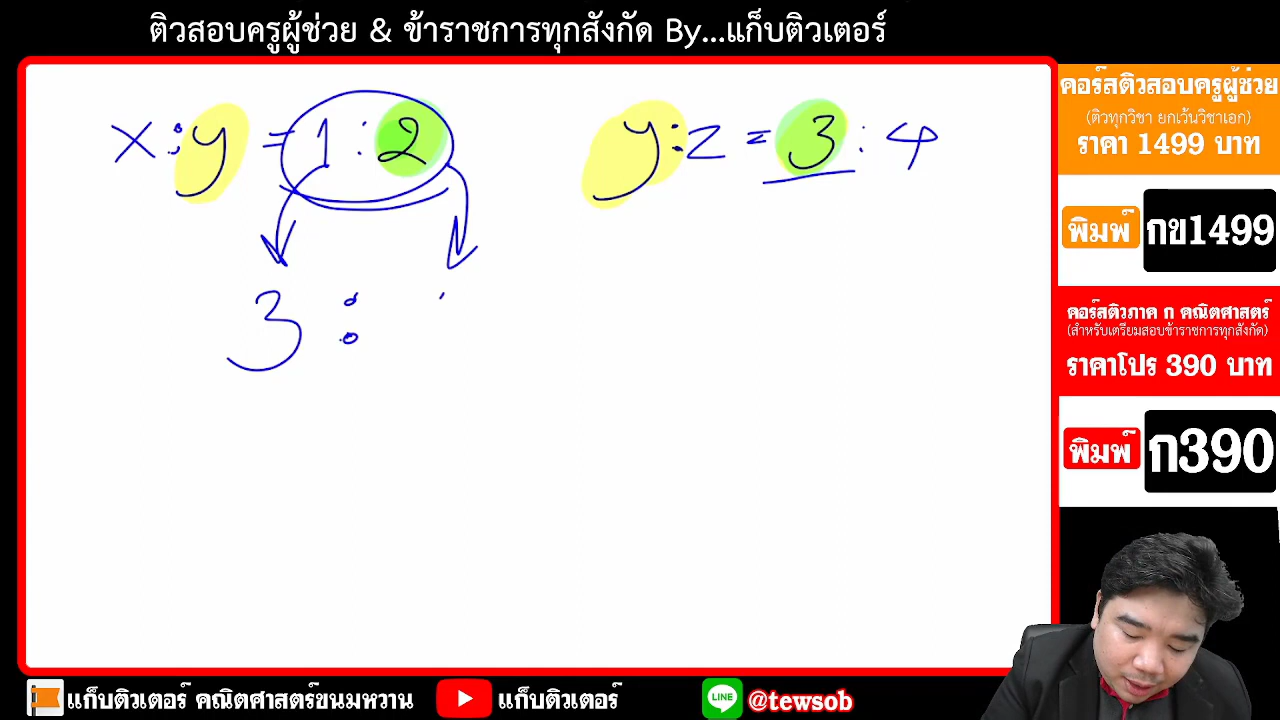 ติวสอบครูผู้ช่วย & ข้าราชการทุกสังกัด By...แก็บติวเตอร์
x:y = 1 : 2
y:z = 3 : 4
3 :
คอร์สติวสอบครูผู้ช่วย
(ติวทุกวิชา ยกเว้นวิชาเอก)
ราคา 1499 บาท
พิมพ์ กข1499
คอร์สติวภาค ก คณิตศาสตร์
(สำหรับเตรียมสอบข้าราชการทุกสังกัด)
ราคาโปร 390 บาท
พิมพ์ ก390
แก็บติวเตอร์ คณิตศาสตร์ขนมหวาน
แก็บติวเตอร์
LINE @tewsob